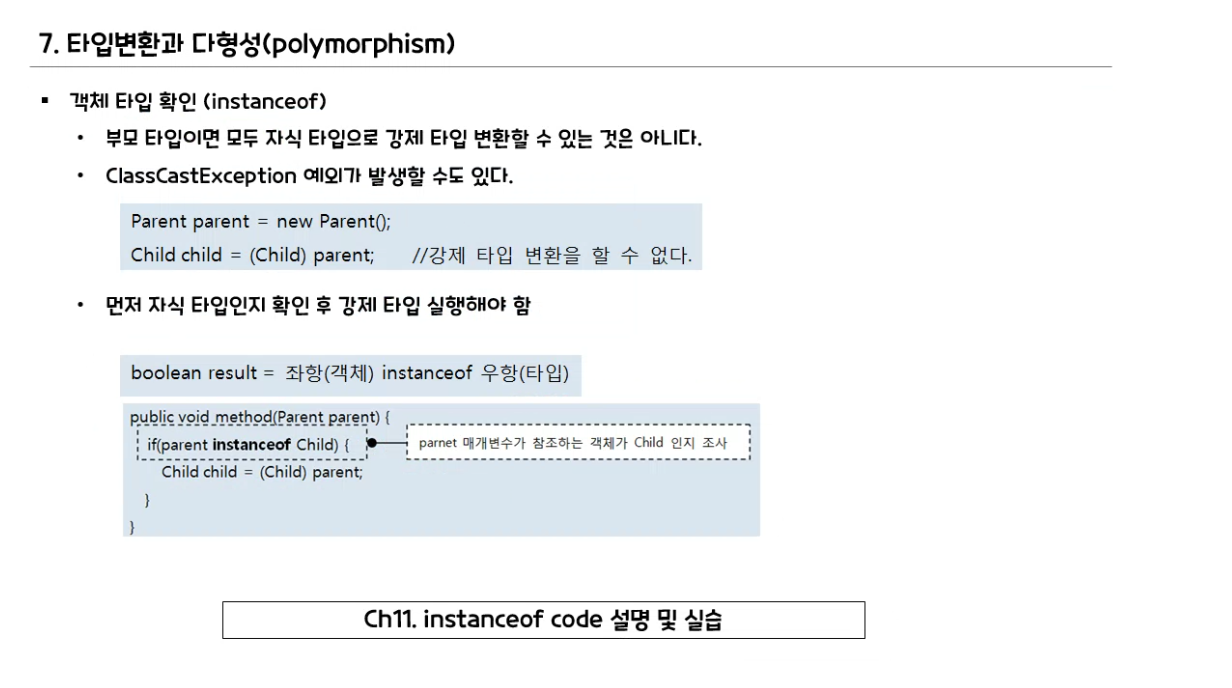 7. 타입변환과 다형성(polymorphism)
▪ 객체 타입 확인 (instanceof)
• 부모 타입이면 모두 자식 타입으로 강제 타입 변환할 수 있는 것은 아니다.
• ClassCastException 예외가 발생할 수도 있다.
Parent parent = new Parent();
Child child = (Child) parent; //강제 타입 변환을 할 수 없다.
• 먼저 자식 타입인지 확인 후 강제 타입 실행해야 함
boolean result = 좌항(객체) instanceof 우항(타입)
public void method(Parent parent) {
if(parent instanceof Child) { parnet 매개변수가 참조하는 객체가 Child 인지 조사
Child child = (Child) parent;
}
}
Ch11. instanceof code 설명 및 실습